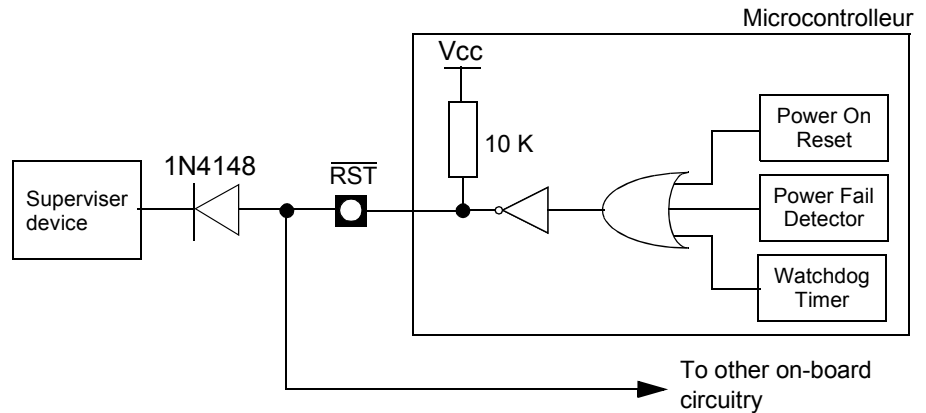 Microcontrolleur
Vcc
10 K
Power On
Reset
1N4148
RST
Superviser
device
Power Fail
Detector
Watchdog
Timer
To other on-board
circuitry